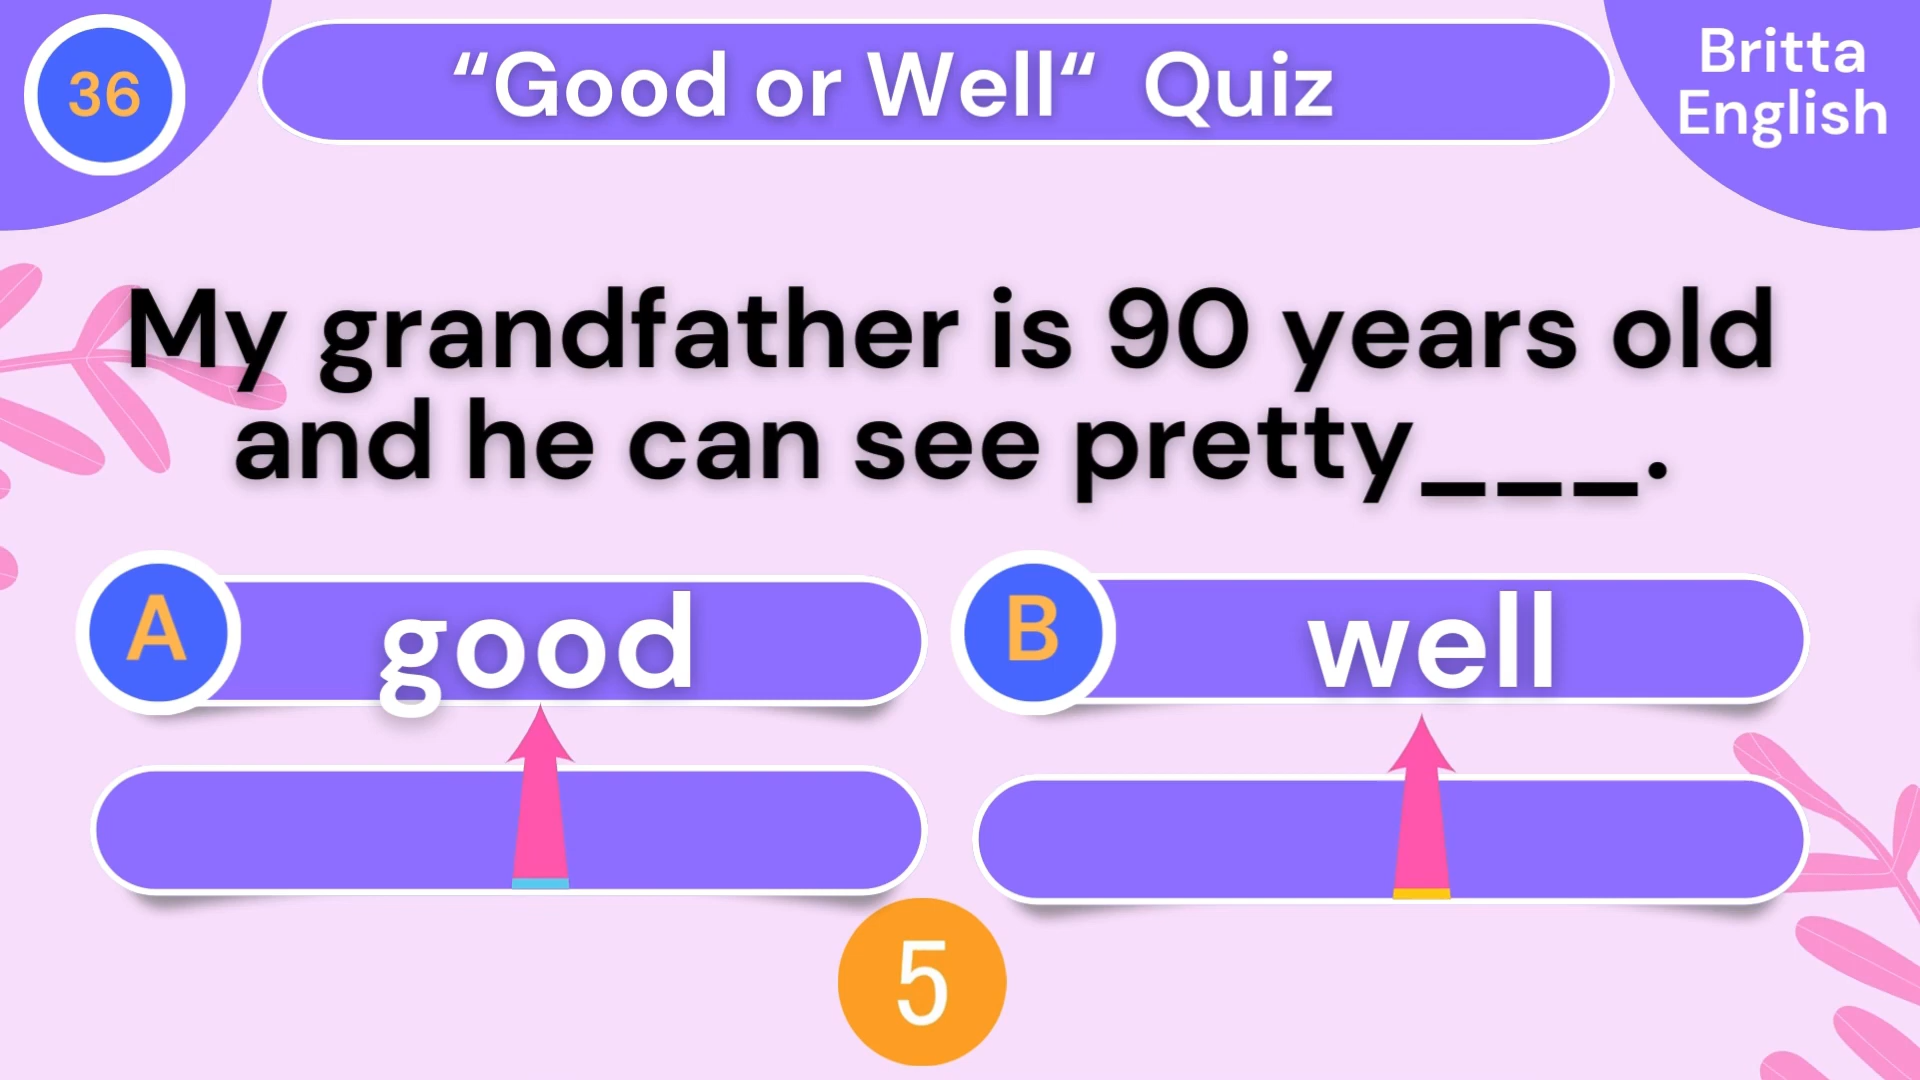 36
“Good or Well“ Quiz
Britta
English
My grandfather is 90 years old
and he can see pretty___.
A good
B well
5